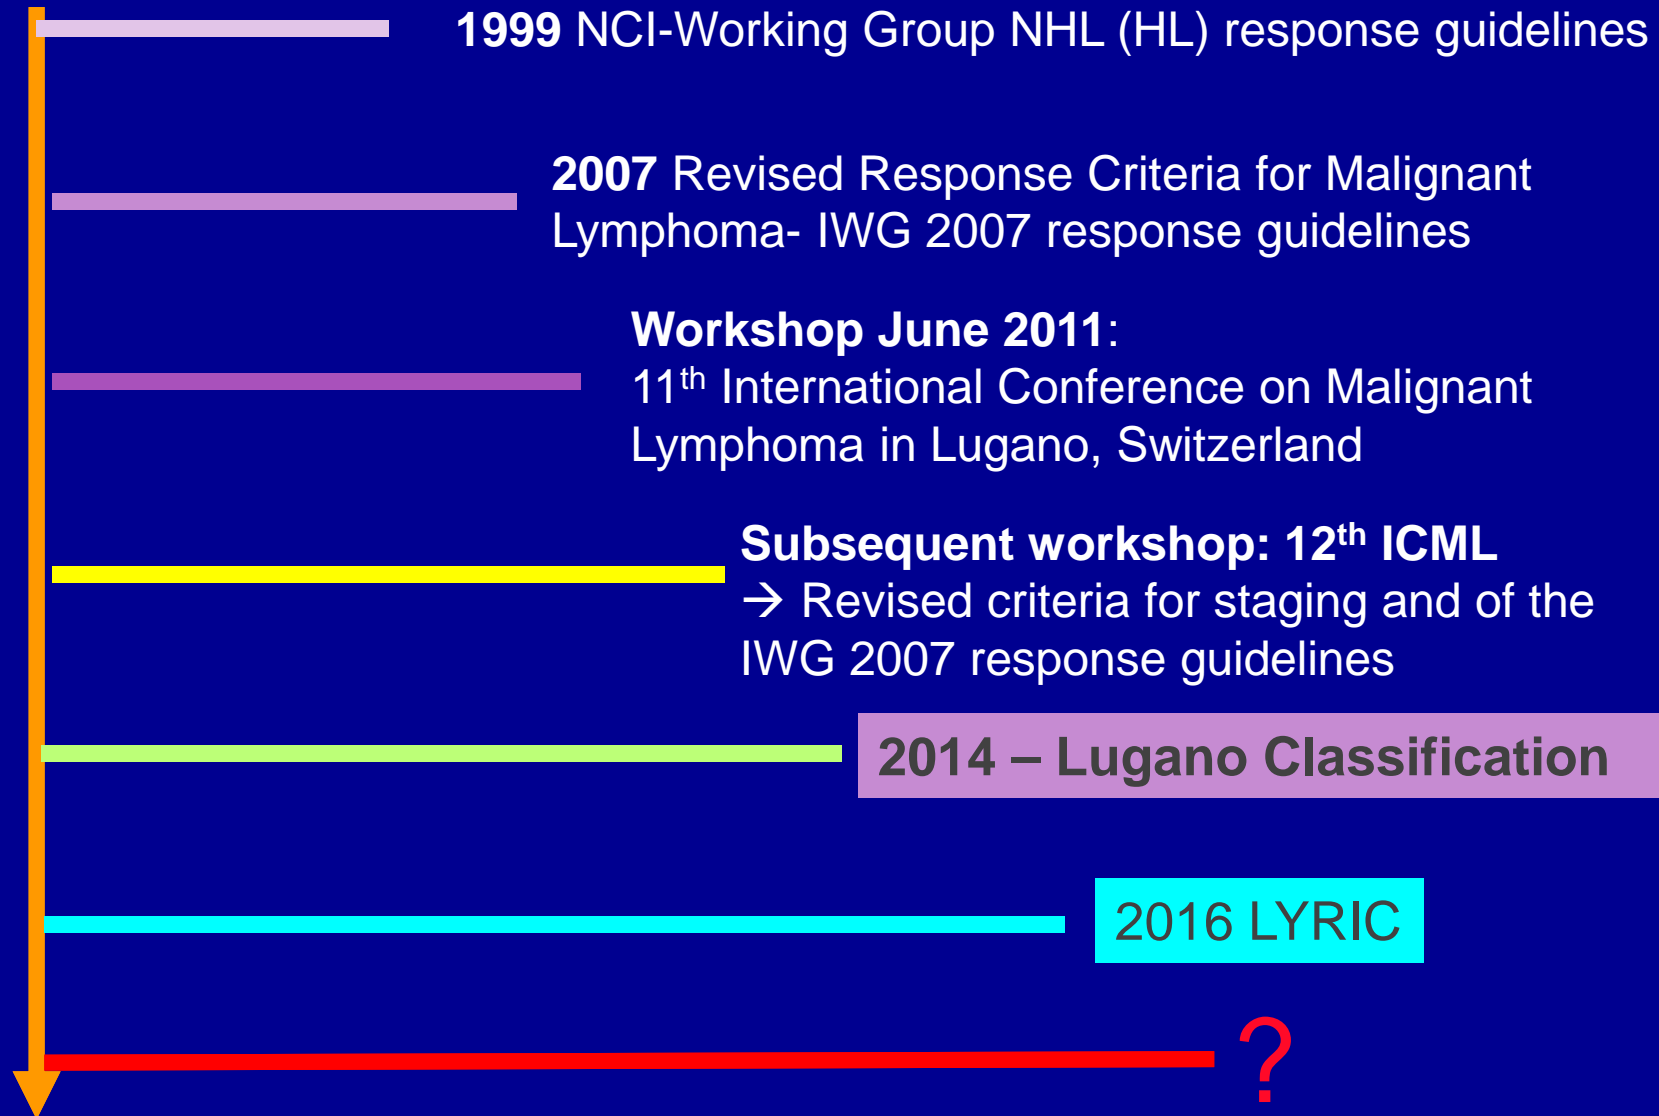 1999 NCI-Working Group NHL (HL) response guidelines
2007 Revised Response Criteria for Malignant
Lymphoma- IWG 2007 response guidelines
Workshop June 2011:
11th International Conference on Malignant
Lymphoma in Lugano, Switzerland
Subsequent workshop: 12th ICML
→ Revised criteria for staging and of the
IWG 2007 response guidelines
2014 – Lugano Classification
2016 LYRIC
?